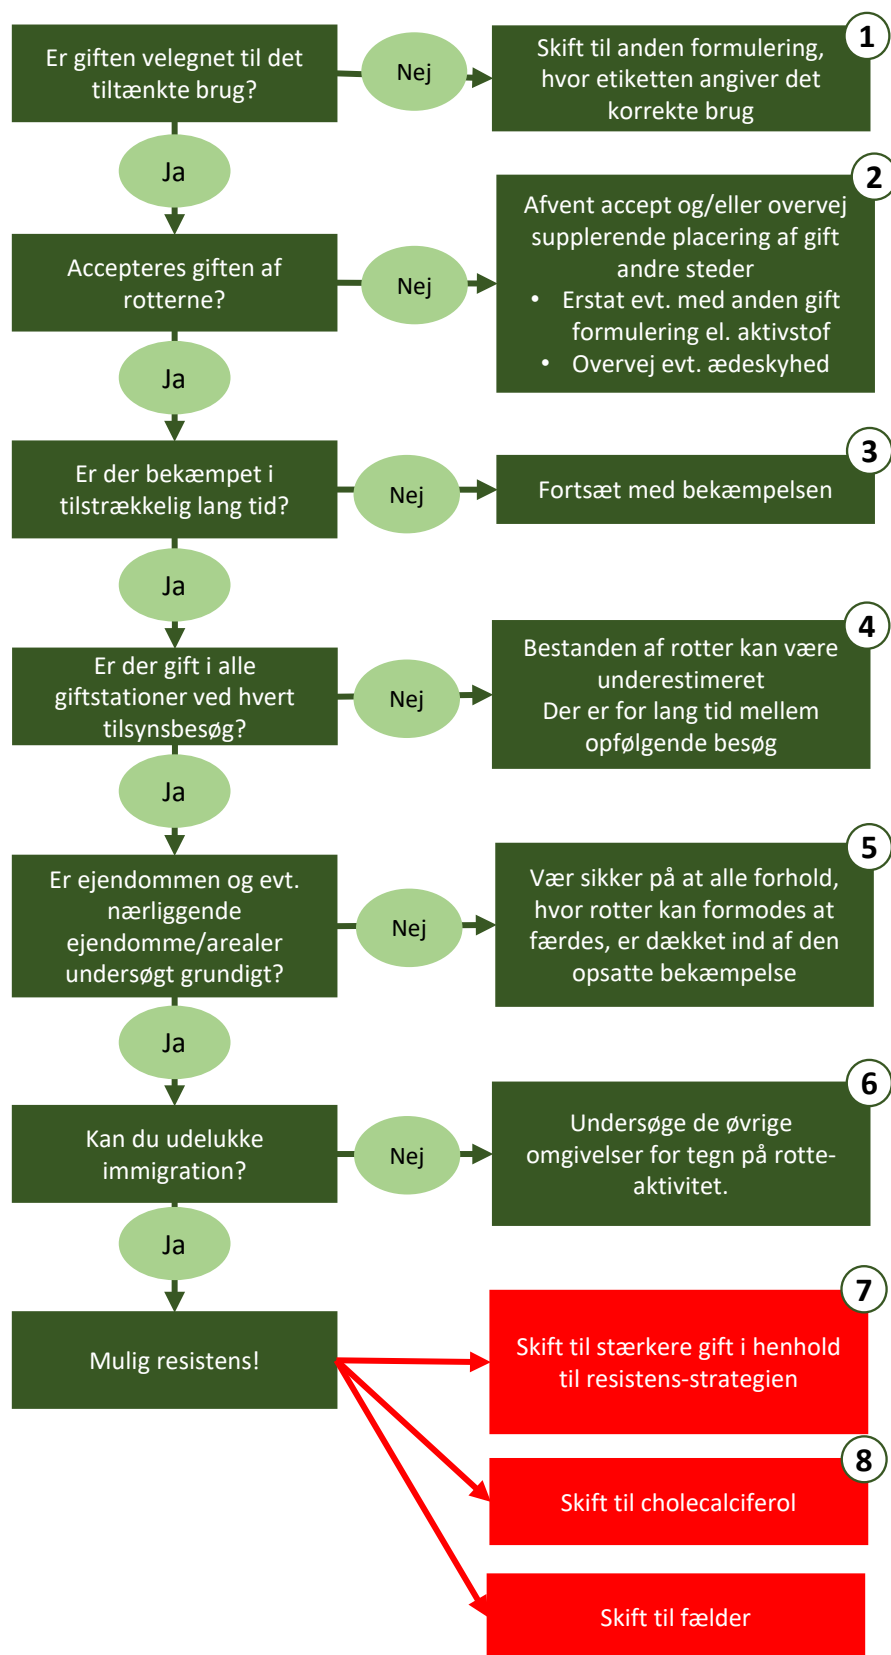 Er giften velegnet til det
tiltænkte brug?
Nej
1
Skift til anden formulering,
hvor etiketten angiver det
korrekte brug
Ja
2
Accepteres giften af
rotterne?
Nej
Afvent accept og/eller overvej
supplerende placering af gift
andre steder
• Erstat evt. med anden gift
formulering el. aktivstof
• Overvej evt. ædeskyhed
Ja
3
Er der bekæmpet i
tilstrækkelig lang tid?
Nej
Fortsæt med bekæmpelsen
Ja
4
Er der gift i alle
giftstationer ved hvert
tilsynsbesøg?
Nej
Bestanden af rotter kan være
underestimeret
Der er for lang tid mellem
opfølgende besøg
Ja
5
Er ejendommen og evt.
nærliggende
ejendomme/arealer
undersøgt grundigt?
Nej
Vær sikker på at alle forhold,
hvor rotter kan formodes at
færdes, er dækket ind af den
opsatte bekæmpelse
Ja
6
Kan du udelukke
immigration?
Nej
Undersøge de øvrige
omgivelser for tegn på rotte-
aktivitet.
Ja
7
Mulig resistens!
Skift til stærkere gift i henhold
til resistens-strategien
8
Skift til cholecalciferol
Skift til fælder